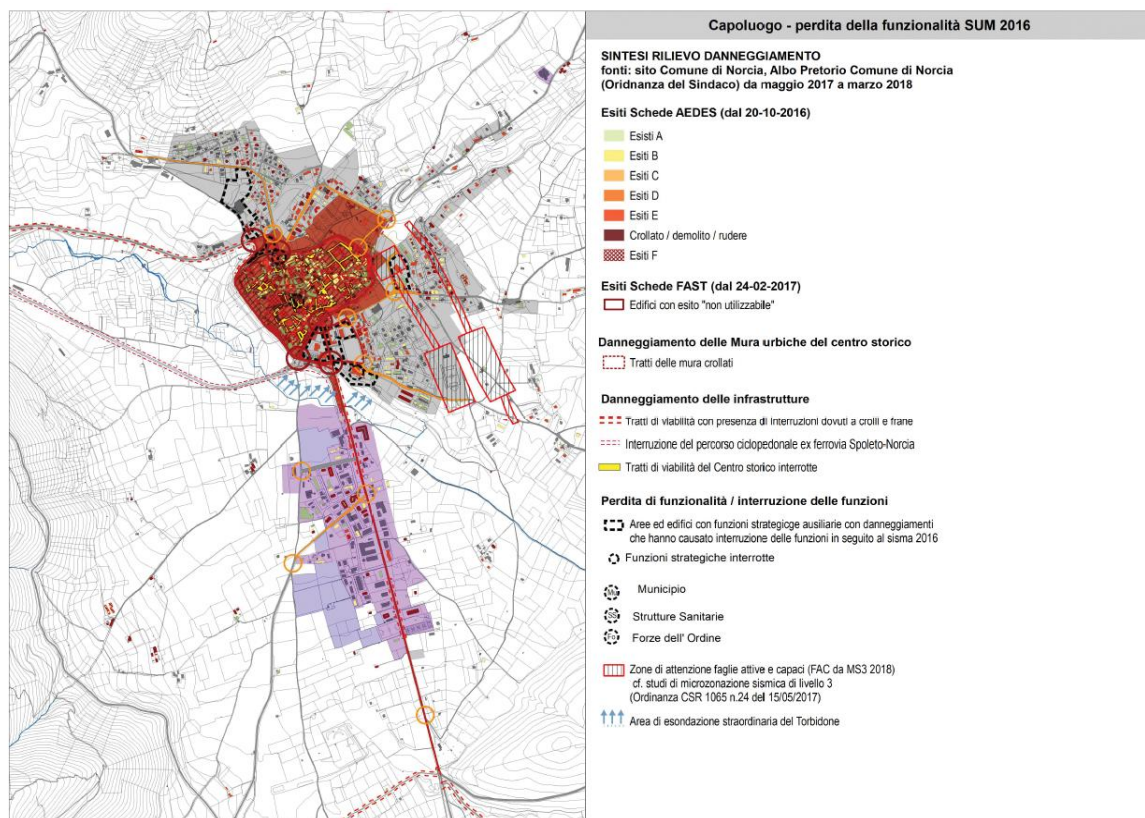 Capoluogo - perdita della funzionalità SUM 2016
SINTESI RILIEVO DANNEGGIAMENTO
fonti: sito Comune di Norcia, Albo Pretorio Comune di Norcia
(Oridnanza del Sindaco) da maggio 2017 a marzo 2018
Esiti Schede AEDES (dal 20-10-2016)
Esisti A
Esiti B
Esiti C
Esiti D
Esiti E
Crollato / demolito / rudere
Esiti F
Esiti Schede FAST (dal 24-02-2017)
Edifici con esito "non utilizzabile"
Danneggiamento delle Mura urbiche del centro storico
Tratti delle mura crollati
Danneggiamento delle infrastrutture
Tratti di viabilità con presenza di interruzioni dovuti a crolli e frane
Interruzione del percorso ciclopedonale ex ferrovia Spoleto-Norcia
Tratti di viabilità del Centro storico interrotte
Perdita di funzionalità / interruzione delle funzioni
Aree ed edifici con funzioni strategicge ausiliarie con danneggiamenti
che hanno causato interruzione delle funzioni in seguito al sisma 2016
Funzioni strategiche interrotte
Mu Municipio
SS Strutture Sanitarie
Fo Forze dell' Ordine
Zone di attenzione faglie attive e capaci (FAC da MS3 2018)
cf. studi di microzonazione sismica di livello 3
(Ordinanza CSR 1065 n.24 del 15/05/2017)
Area di esondazione straordinaria del Torbidone